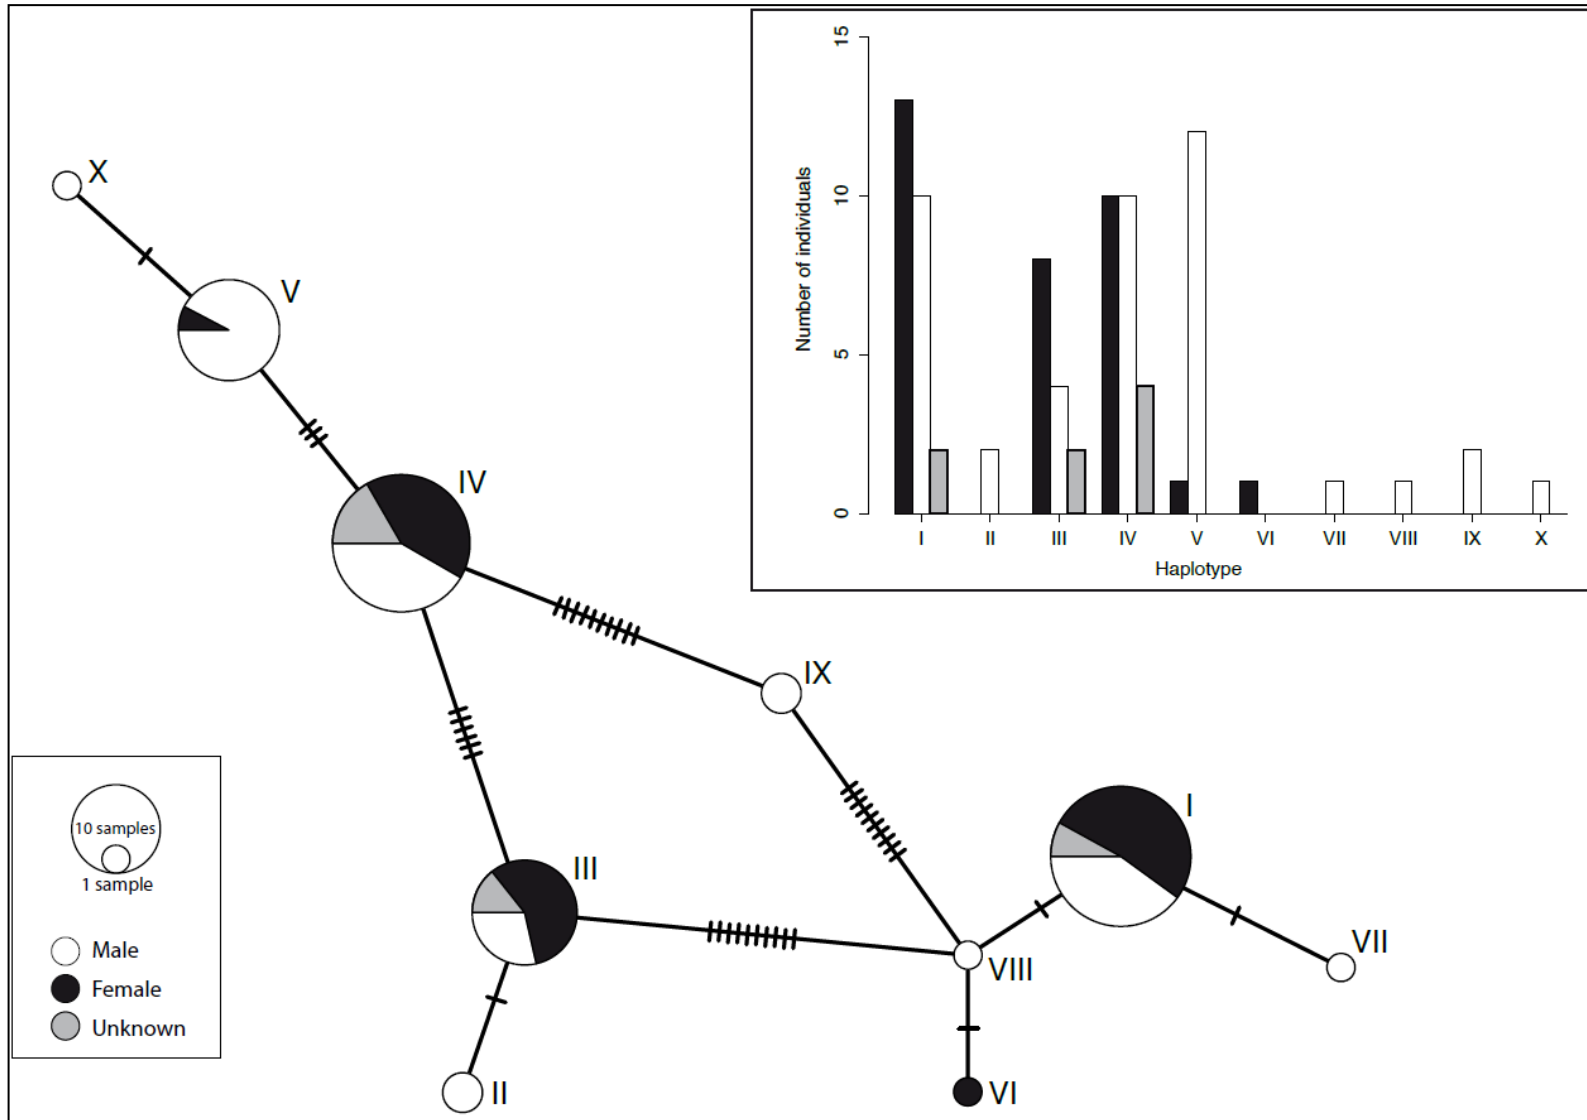 X
V
IV
IX
I
III
VII
VIII
II
VI
10 samples
1 sample
Male
Female
Unknown
15
10
5
0
Number of individuals
I II III IV V VI VII VIII IX X
Haplotype